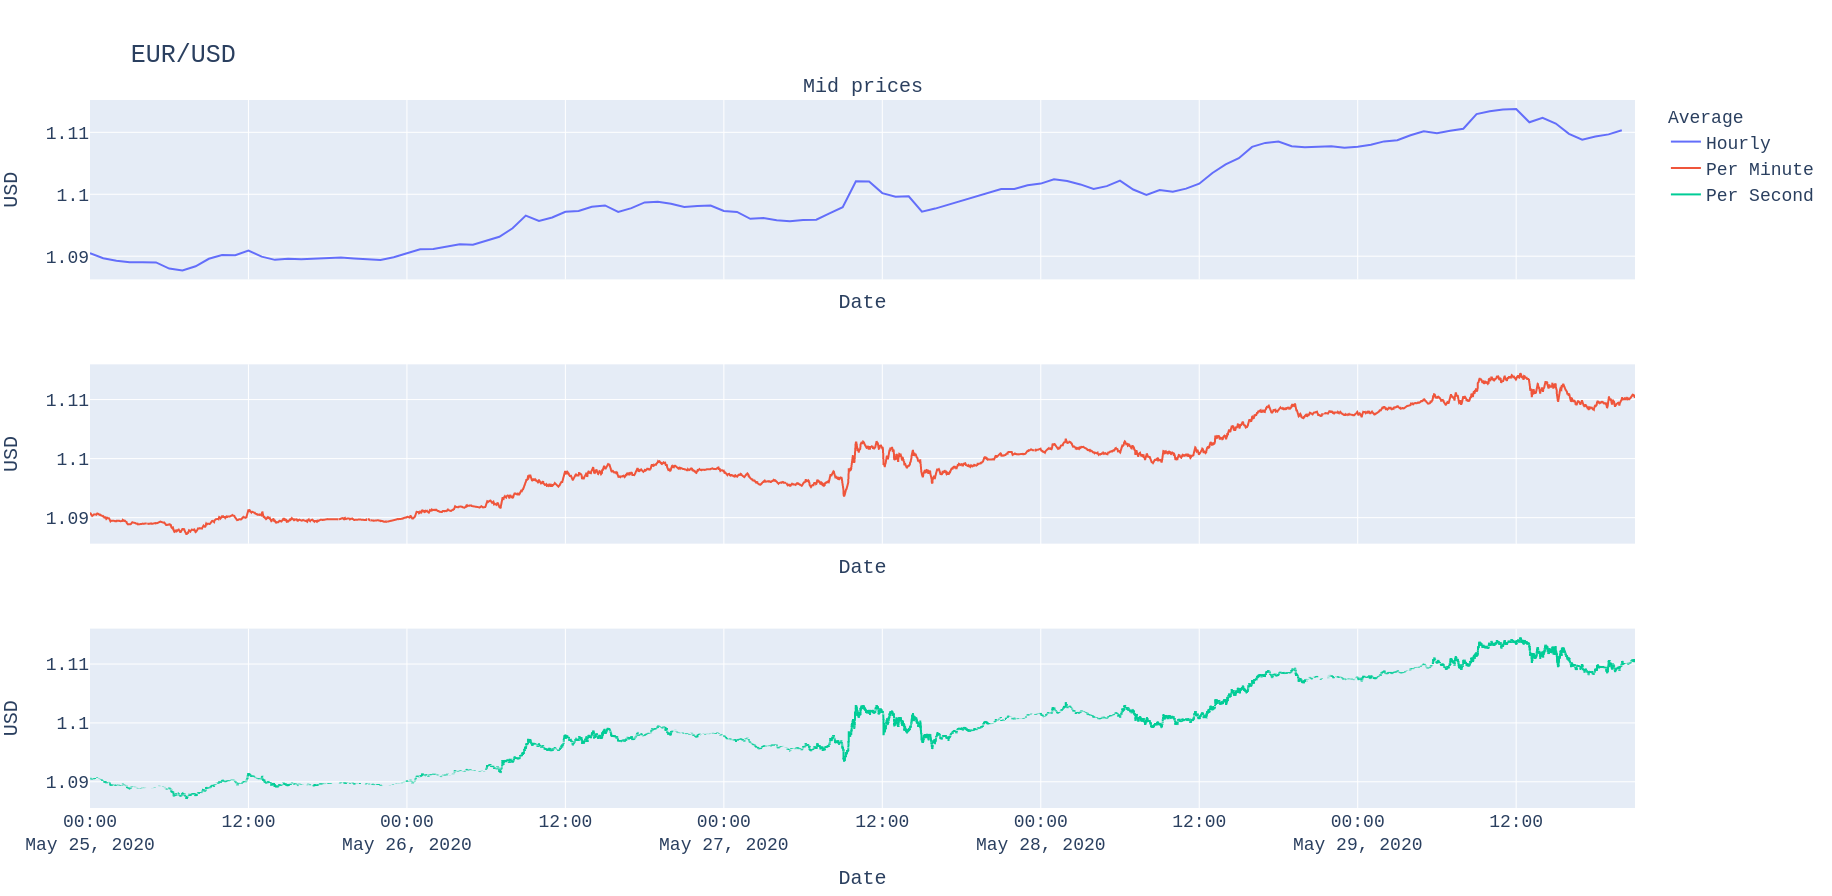 EUR/USD
Mid prices
Average
Hourly
Per Minute
Per Second
1.11
1.1
1.09
USD
Date
1.11
1.1
1.09
USD
Date
1.11
1.1
1.09
USD
00:00 12:00 00:00 12:00 00:00 12:00 00:00 12:00 00:00 12:00
May 25, 2020 May 26, 2020 May 27, 2020 May 28, 2020 May 29, 2020
Date